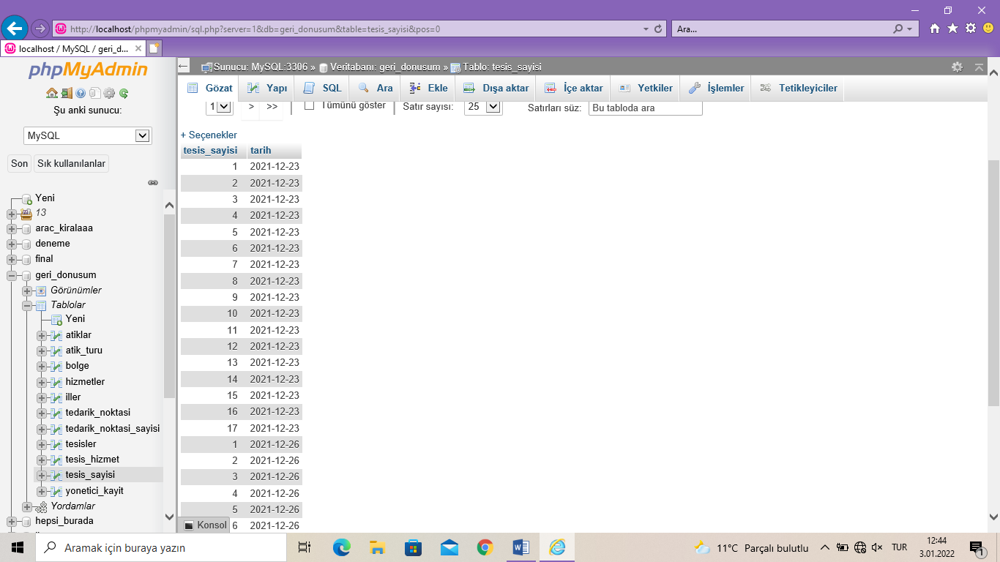 http://localhost/phpmyadmin/sql.php?server=1&db=geri_donusum&table=tesis_sayisi&pos=0
Ara...
localhost / MySQL / geri_d...
phpMyAdmin
Şu anki sunucu:
MySQL
Son Sık kullanılanlar
Yeni
13
arac_kiralaaa
deneme
final
geri_donusum
Görünümler
Tablolar
Yeni
atiklar
atik_turu
bolge
hizmetler
iller
tedarik_noktasi
tedarik_noktasi_sayisi
tesisler
tesis_hizmet
tesis_sayisi
yonetici_kayit
Yordamlar
hepsi_burada
Sunucu: MySQL:3306 » Veritabanı: geri_donusum » Tablo: tesis_sayisi
Gözat Yapı SQL Ara Ekle Dışa aktar İçe aktar Yetkiler İşlemler Tetikleyiciler
1 > >> Tümünü göster Satır sayısı: 25 Satırları süz: Bu tabloda ara
+ Seçenekler
tesis_sayisi tarih
1 2021-12-23
2 2021-12-23
3 2021-12-23
4 2021-12-23
5 2021-12-23
6 2021-12-23
7 2021-12-23
8 2021-12-23
9 2021-12-23
10 2021-12-23
11 2021-12-23
12 2021-12-23
13 2021-12-23
14 2021-12-23
15 2021-12-23
16 2021-12-23
17 2021-12-23
1 2021-12-26
2 2021-12-26
3 2021-12-26
4 2021-12-26
5 2021-12-26
6 2021-12-26
Konsol
Aramak için buraya yazın
11°C Parçalı bulutlu
TUR
12:44
3.01.2022
1